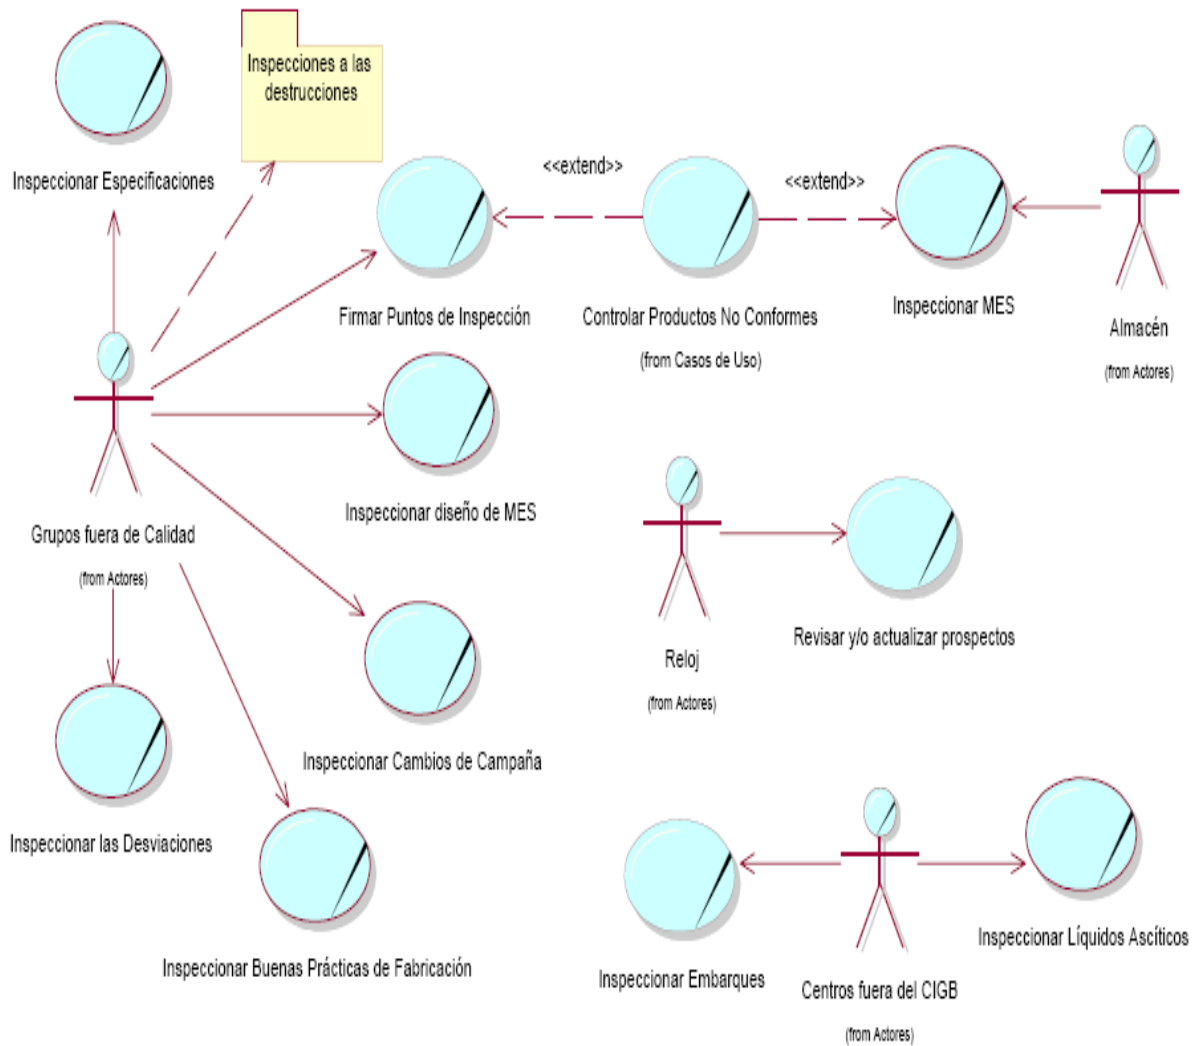 Inspecciones a las
destrucciones
Inspeccionar Especificaciones
<<extend>>
<<extend>>
Firmar Puntos de Inspección
Controlar Productos No Conformes
(from Casos de Uso)
Inspeccionar MES
Almacén
(from Actores)
Grupos fuera de Calidad
(from Actores)
Inspeccionar diseño de MES
Reloj
(from Actores)
Revisar y/o actualizar prospectos
Inspeccionar Cambios de Campaña
Inspeccionar las Desviaciones
Inspeccionar Buenas Prácticas de Fabricación
Inspeccionar Embarques
Centros fuera del CIGB
(from Actores)
Inspeccionar Líquidos Ascíticos